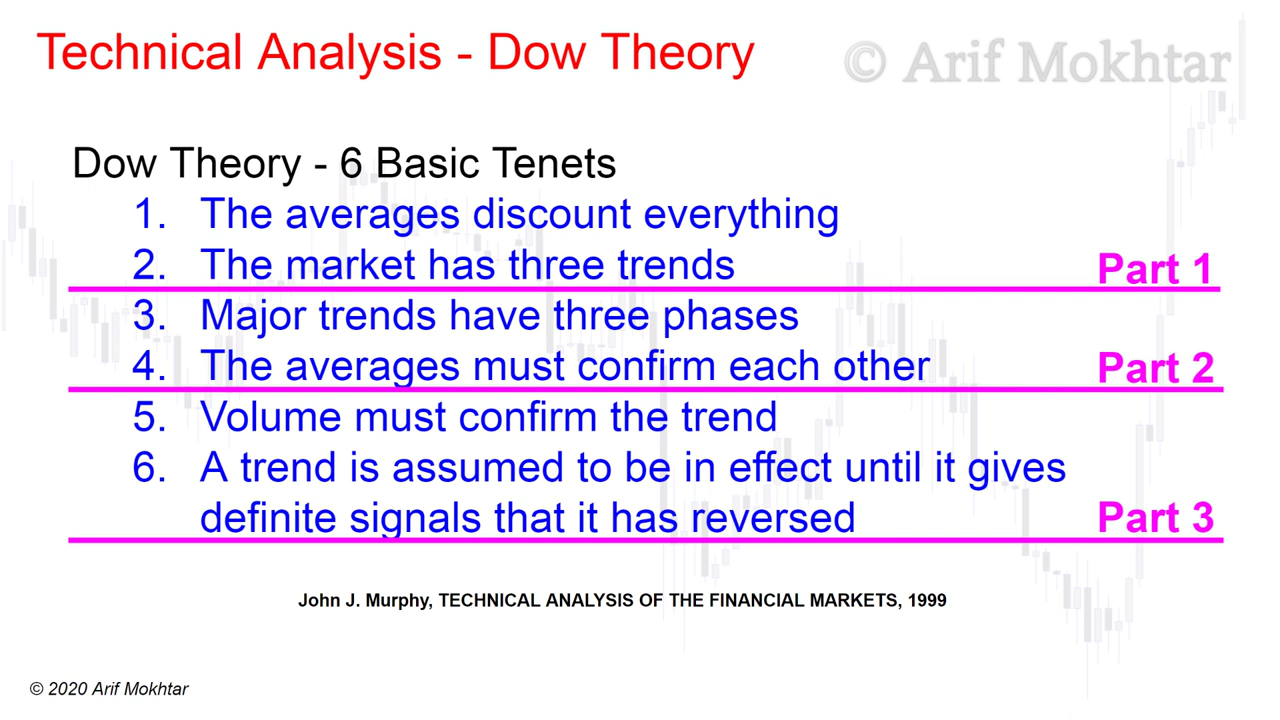 Technical Analysis - Dow Theory
© Arif Mokhtar
Dow Theory - 6 Basic Tenets
1. The averages discount everything
2. The market has three trends
Part 1
3. Major trends have three phases
4. The averages must confirm each other
Part 2
5. Volume must confirm the trend
6. A trend is assumed to be in effect until it gives
definite signals that it has reversed
Part 3
John J. Murphy, TECHNICAL ANALYSIS OF THE FINANCIAL MARKETS, 1999
© 2020 Arif Mokhtar